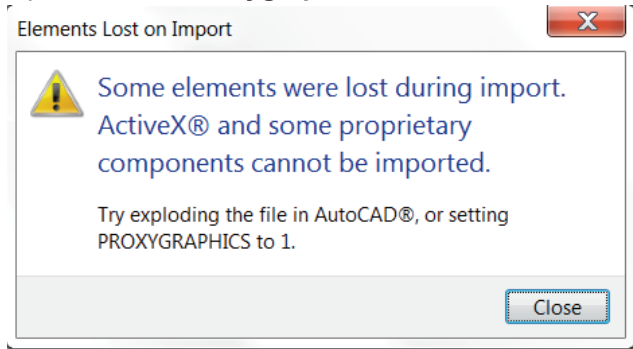 Elements Lost on Import
Some elements were lost during import.
ActiveX® and some proprietary
components cannot be imported.
Try exploding the file in AutoCAD®, or setting
PROXYGRAPHICS to 1.
Close